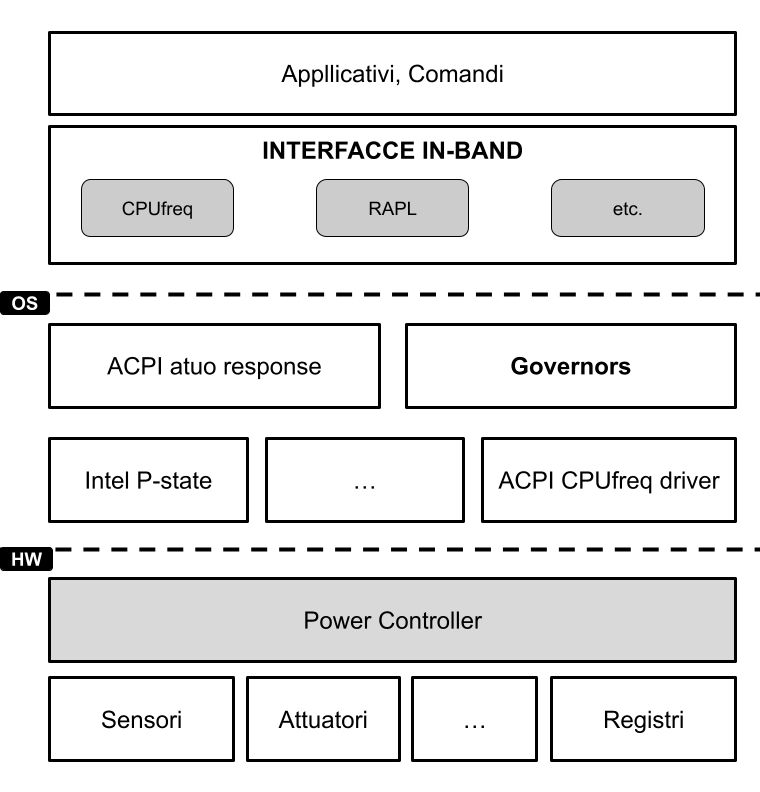 Appllicativi, Comandi
INTERFACCE IN-BAND
CPUfreq
RAPL
etc.
OS
ACPI atuo response
Governors
Intel P-state
…
ACPI CPUfreq driver
HW
Power Controller
Sensori
Attuatori
…
Registri